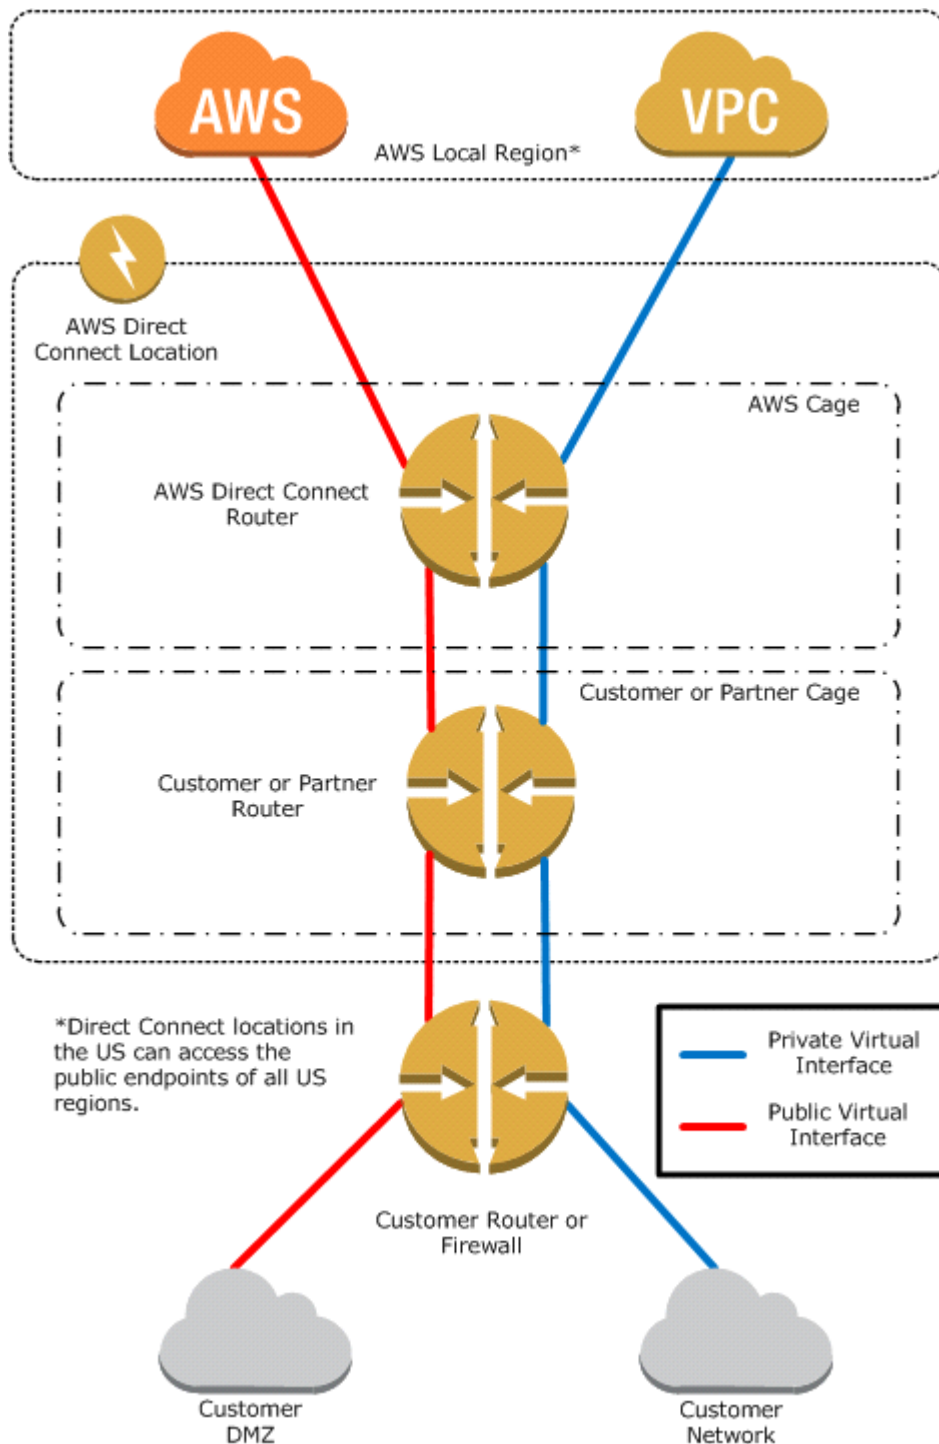 AWS
VPC
AWS Local Region*
AWS Direct
Connect Location
AWS Cage
AWS Direct Connect
Router
Customer or Partner Cage
Customer or Partner
Router
*Direct Connect locations in
the US can access the
public endpoints of all US
regions.
Private Virtual
Interface
Public Virtual
Interface
Customer Router or
Firewall
Customer
DMZ
Customer
Network